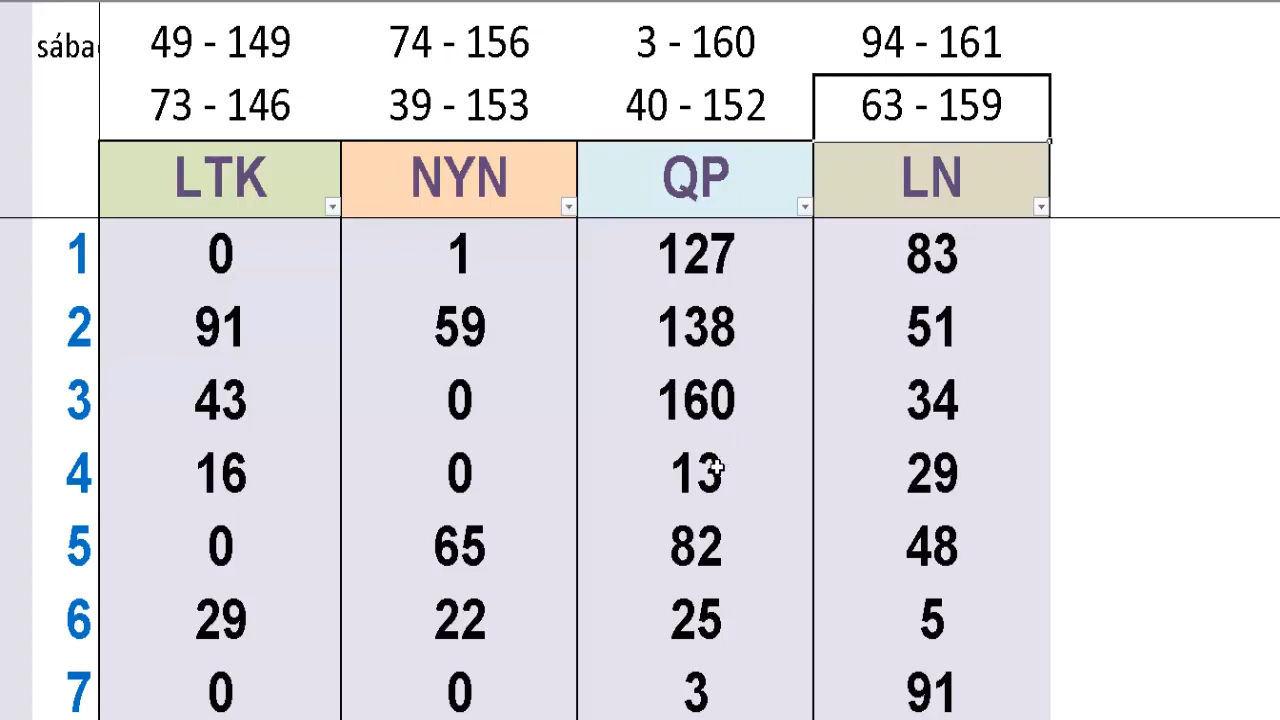 sába 49 - 149 74 - 156 3 - 160 94 - 161
73 - 146 39 - 153 40 - 152 63 - 159
LTK NYN QP LN
1 0 1 127 83
2 91 59 138 51
3 43 0 160 34
4 16 0 13 29
5 0 65 82 48
6 29 22 25 5
7 0 0 3 91